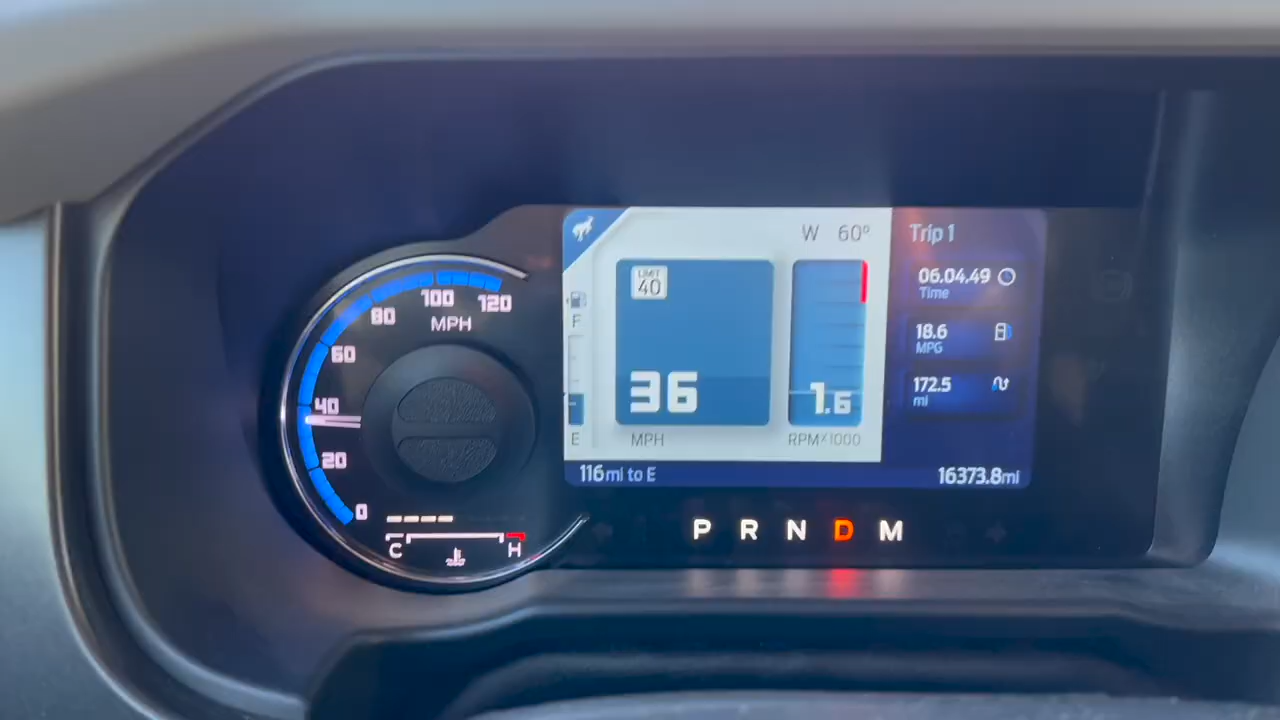 120
100
80
MPH
60
40
20
0
C H
W 60°
LIMIT
40
F
36
1.6
E
MPH
RPM×1000
Trip 1
06.04.49
Time
18.6
MPG
172.5
mi
116mi to E
16373.8mi
P R N D M